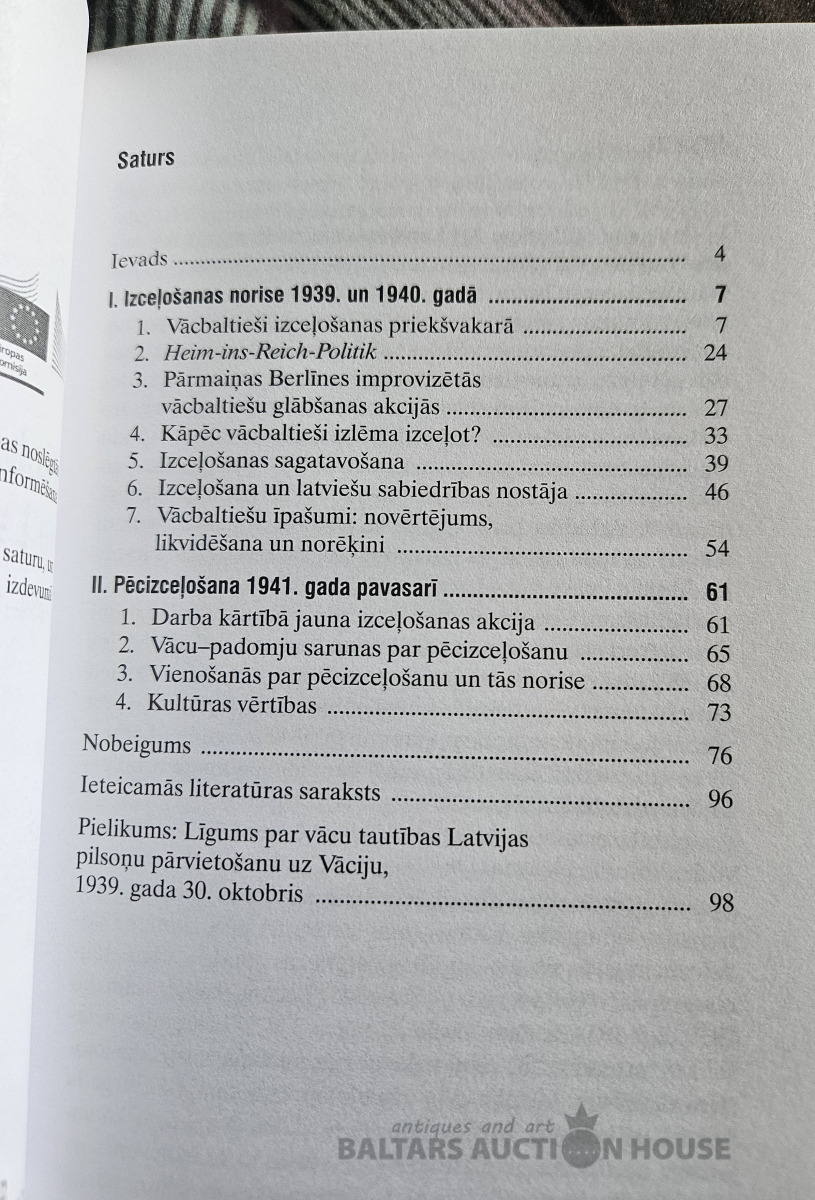 Saturs
Ievads ........ 4
I. Izceļošanas norise 1939. un 1940. gadā ........ 7
1. Vācbaltieši izceļošanas priekšvakarā ........ 7
2. Heim-ins-Reich-Politik ........ 24
3. Pārmaiņas Berlīnes improvizētās
vācbaltiešu glābšanas akcijās ........ 27
4. Kāpēc vācbaltieši izlēma izceļot? ........ 33
5. Izceļošanas sagatavošana ........ 39
6. Izceļošana un latviešu sabiedrības nostāja ........ 46
7. Vācbaltiešu īpašumi: novērtējums,
likvidēšana un norēķini ........ 54
II. Pēcizceļošana 1941. gada pavasarī ........ 61
1. Darba kārtībā jauna izceļošanas akcija ........ 61
2. Vācu–padomju sarunas par pēcizceļošanu ........ 65
3. Vienošanās par pēcizceļošanu un tās norise ........ 68
4. Kultūras vērtības ........ 73
Nobeigums ........ 76
Ieteicamās literatūras saraksts ........ 96
Pielikums: Līgums par vācu tautības Latvijas
pilsoņu pārvietošanu uz Vāciju,
1939. gada 30. oktobris ........ 98
saturu,
antiques and art
BALTARS AUCTION HOUSE